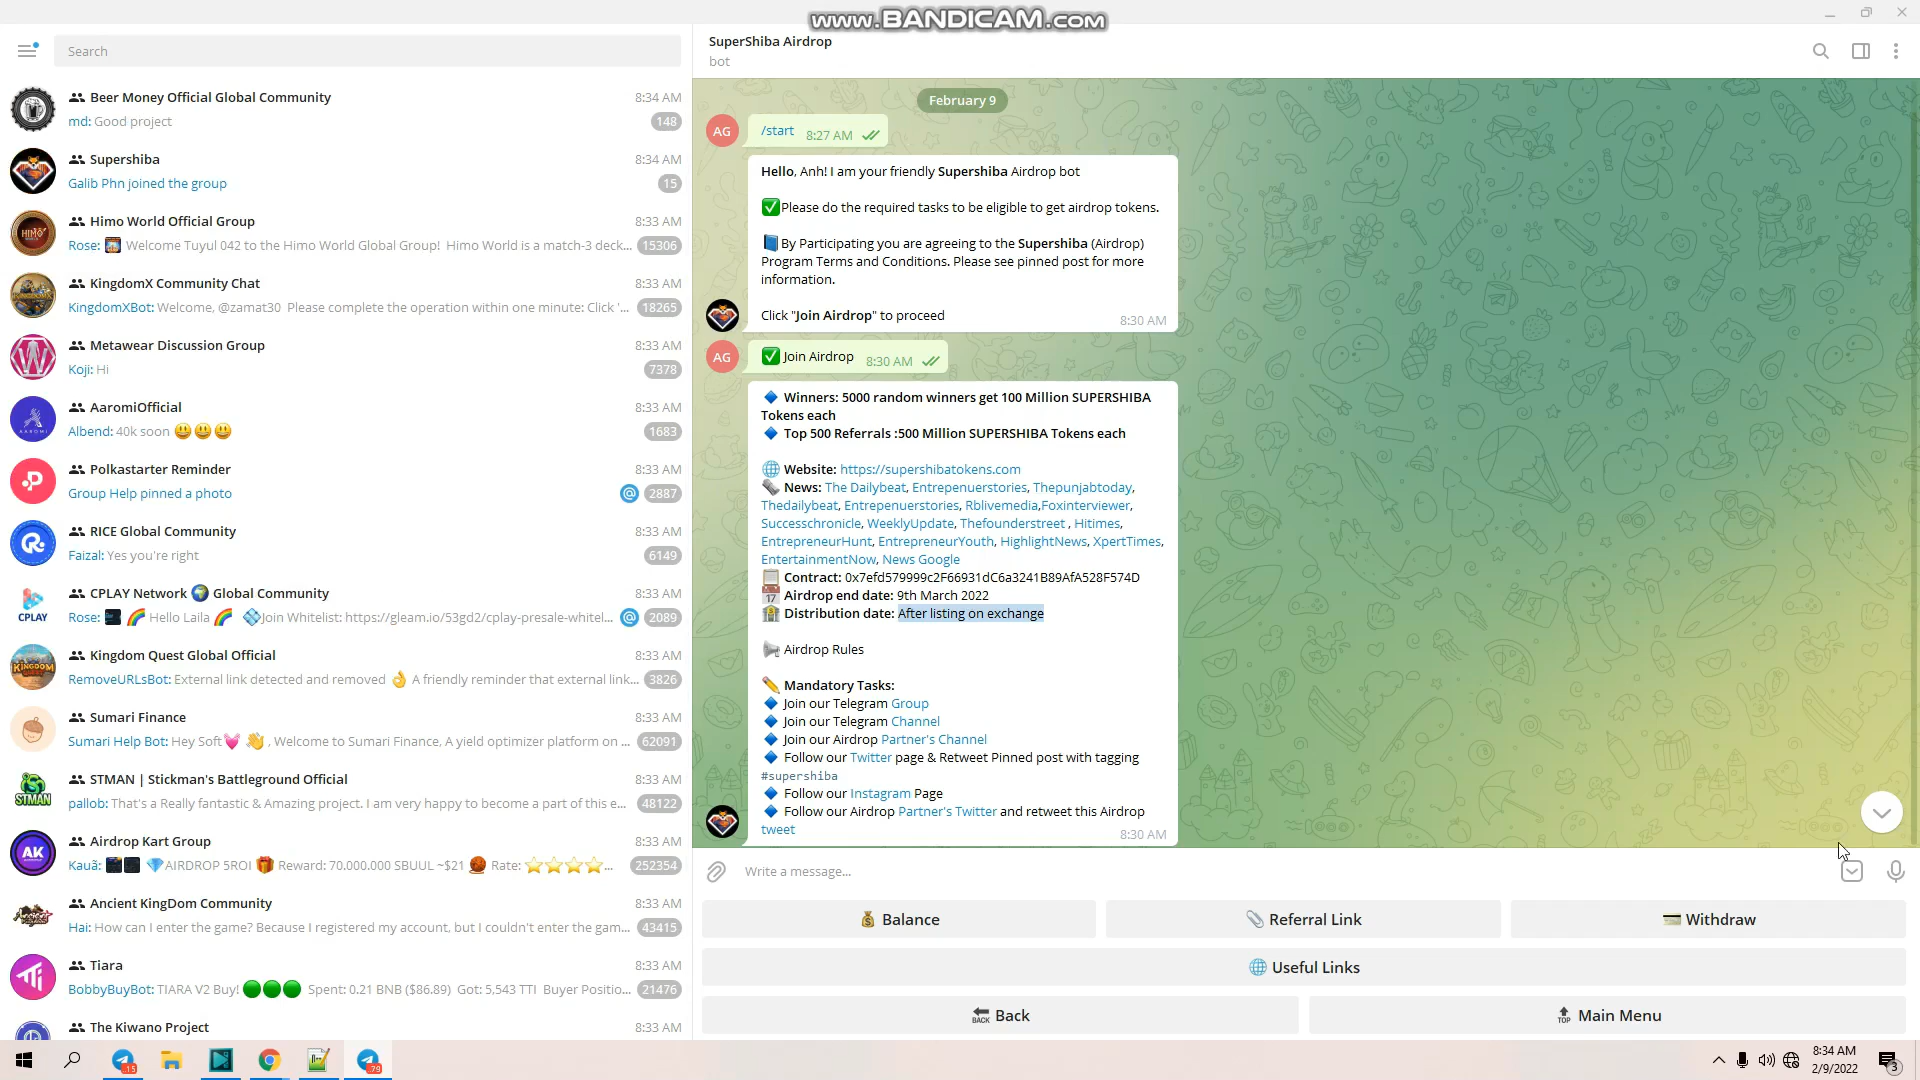 www.BANDICAM.com
Search
Beer Money Official Global Community 8:34 AM
md: Good project 148
Supershiba 8:34 AM
Galib Phn joined the group 15
Himo World Official Group 8:33 AM
Rose: Welcome Tuyul 042 to the Himo World Global Group! Himo World is a match-3 deck... 15306
KingdomX Community Chat 8:33 AM
KingdomXBot: Welcome, @zamat30 Please complete the operation within one minute: Click '... 18265
Metawear Discussion Group 8:33 AM
Koji: Hi 7378
AaromiOfficial 8:33 AM
Albend: 40k soon 😃😃😃 1683
Polkastarter Reminder 8:33 AM
Group Help pinned a photo @ 2887
RICE Global Community 8:33 AM
Faizal: Yes you're right 6149
CPLAY Network 🌍 Global Community 8:33 AM
Rose: 🌈 Hello Laila 🌈 💠Join Whitelist: https://gleam.io/53gd2/cplay-presale-whitel... @ 2089
Kingdom Quest Global Official 8:33 AM
RemoveURLsBot: External link detected and removed 👌 A friendly reminder that external link... 3826
Sumari Finance 8:33 AM
Sumari Help Bot: Hey Soft💓 👋 , Welcome to Sumari Finance, A yield optimizer platform on ... 62091
STMAN | Stickman's Battleground Official 8:33 AM
pallob: That's a Really fantastic & Amazing project. I am very happy to become a part of this e... 48122
Airdrop Kart Group 8:33 AM
Kauã: 💎AIRDROP 5ROI 🎁 Reward: 70.000.000 SBUUL ~$21 🏀 Rate: ⭐⭐⭐⭐... 252354
Ancient KingDom Community 8:33 AM
Hai: How can I enter the game? Because I registered my account, but I couldn't enter the gam... 43415
Tiara 8:33 AM
BobbyBuyBot: TIARA V2 Buy! 🟢🟢🟢 Spent: 0.21 BNB ($86.89) Got: 5,543 TTI Buyer Positio... 21476
The Kiwano Project 8:33 AM
SuperShiba Airdrop
bot
February 9
AG /start 8:27 AM
Hello, Anh! I am your friendly Supershiba Airdrop bot
✅Please do the required tasks to be eligible to get airdrop tokens.
📘By Participating you are agreeing to the Supershiba (Airdrop)
Program Terms and Conditions. Please see pinned post for more
information.
Click "Join Airdrop" to proceed 8:30 AM
AG ✅ Join Airdrop 8:30 AM
🔹 Winners: 5000 random winners get 100 Million SUPERSHIBA
Tokens each
🔹 Top 500 Referrals :500 Million SUPERSHIBA Tokens each
🌐 Website: https://supershibatokens.com
🗞 News: The Dailybeat, Entrepenuerstories, Thepunjabtoday,
Thedailybeat, Entrepenuerstories, Rblivemedia,Foxinterviewer,
Successchronicle, WeeklyUpdate, Thefounderstreet , Hitimes,
EntrepreneurHunt, EntrepreneurYouth, HighlightNews, XpertTimes,
EntertainmentNow, News Google
Contract: 0x7efd579999c2F66931dC6a3241B89AfA528F574D
Airdrop end date: 9th March 2022
Distribution date: After listing on exchange
Airdrop Rules
✏️ Mandatory Tasks:
🔹 Join our Telegram Group
🔹 Join our Telegram Channel
🔹 Join our Airdrop Partner's Channel
🔹 Follow our Twitter page & Retweet Pinned post with tagging
#supershiba
🔹 Follow our Instagram Page
🔹 Follow our Airdrop Partner's Twitter and retweet this Airdrop
tweet 8:30 AM
Write a message...
💰 Balance
📎 Referral Link
💳 Withdraw
🌐 Useful Links
🔙 Back
🔝 Main Menu
15
79
8:34 AM
2/9/2022
3